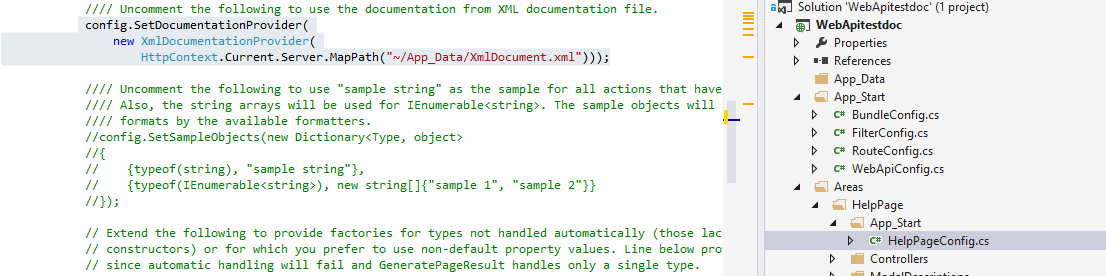 //// Uncomment the following to use the documentation from XML documentation file.
config.SetDocumentationProvider(
new XmlDocumentationProvider(
HttpContext.Current.Server.MapPath("~/App_Data/XmlDocument.xml")));
//// Uncomment the following to use "sample string" as the sample for all actions that have
//// Also, the string arrays will be used for IEnumerable<string>. The sample objects will
//// formats by the available formatters.
//config.SetSampleObjects(new Dictionary<Type, object>
//{
//    {typeof(string), "sample string"},
//    {typeof(IEnumerable<string>), new string[]{"sample 1", "sample 2"}}
//});
// Extend the following to provide factories for types not handled automatically (those lac
// constructors) or for which you prefer to use non-default property values. Line below pro
// since automatic handling will fail and GeneratePageResult handles only a single type.
Solution 'WebApitestdoc' (1 project)
WebApitestdoc
Properties
References
App_Data
App_Start
C# BundleConfig.cs
C# FilterConfig.cs
C# RouteConfig.cs
C# WebApiConfig.cs
Areas
HelpPage
App_Start
C# HelpPageConfig.cs
Controllers
ModelDescriptions